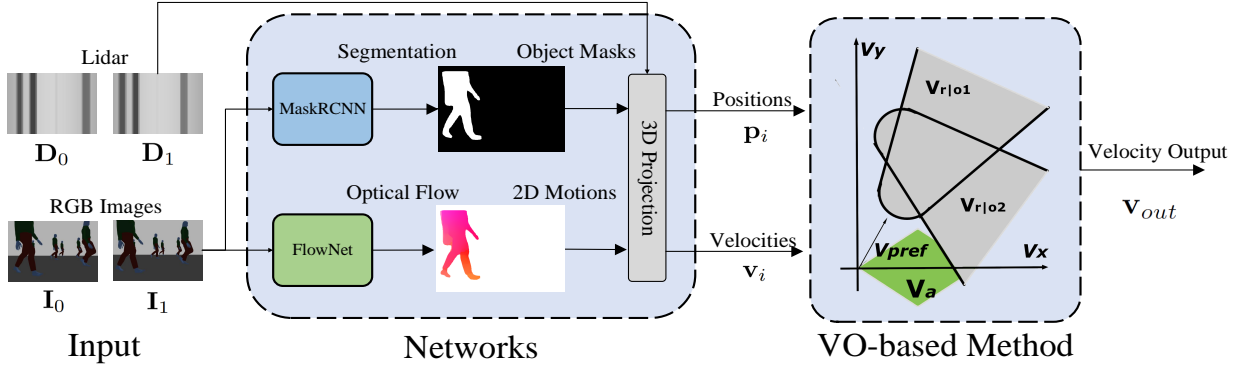 Lidar
D0
D1
RGB Images
I0
I1
Input
Segmentation
Object Masks
MaskRCNN
Optical Flow
2D Motions
FlowNet
3D Projection
Networks
Positions
pi
Velocities
vi
Vy
Vr|o1
Vr|o2
Vpref
Vx
Va
VO-based Method
Velocity Output
vout